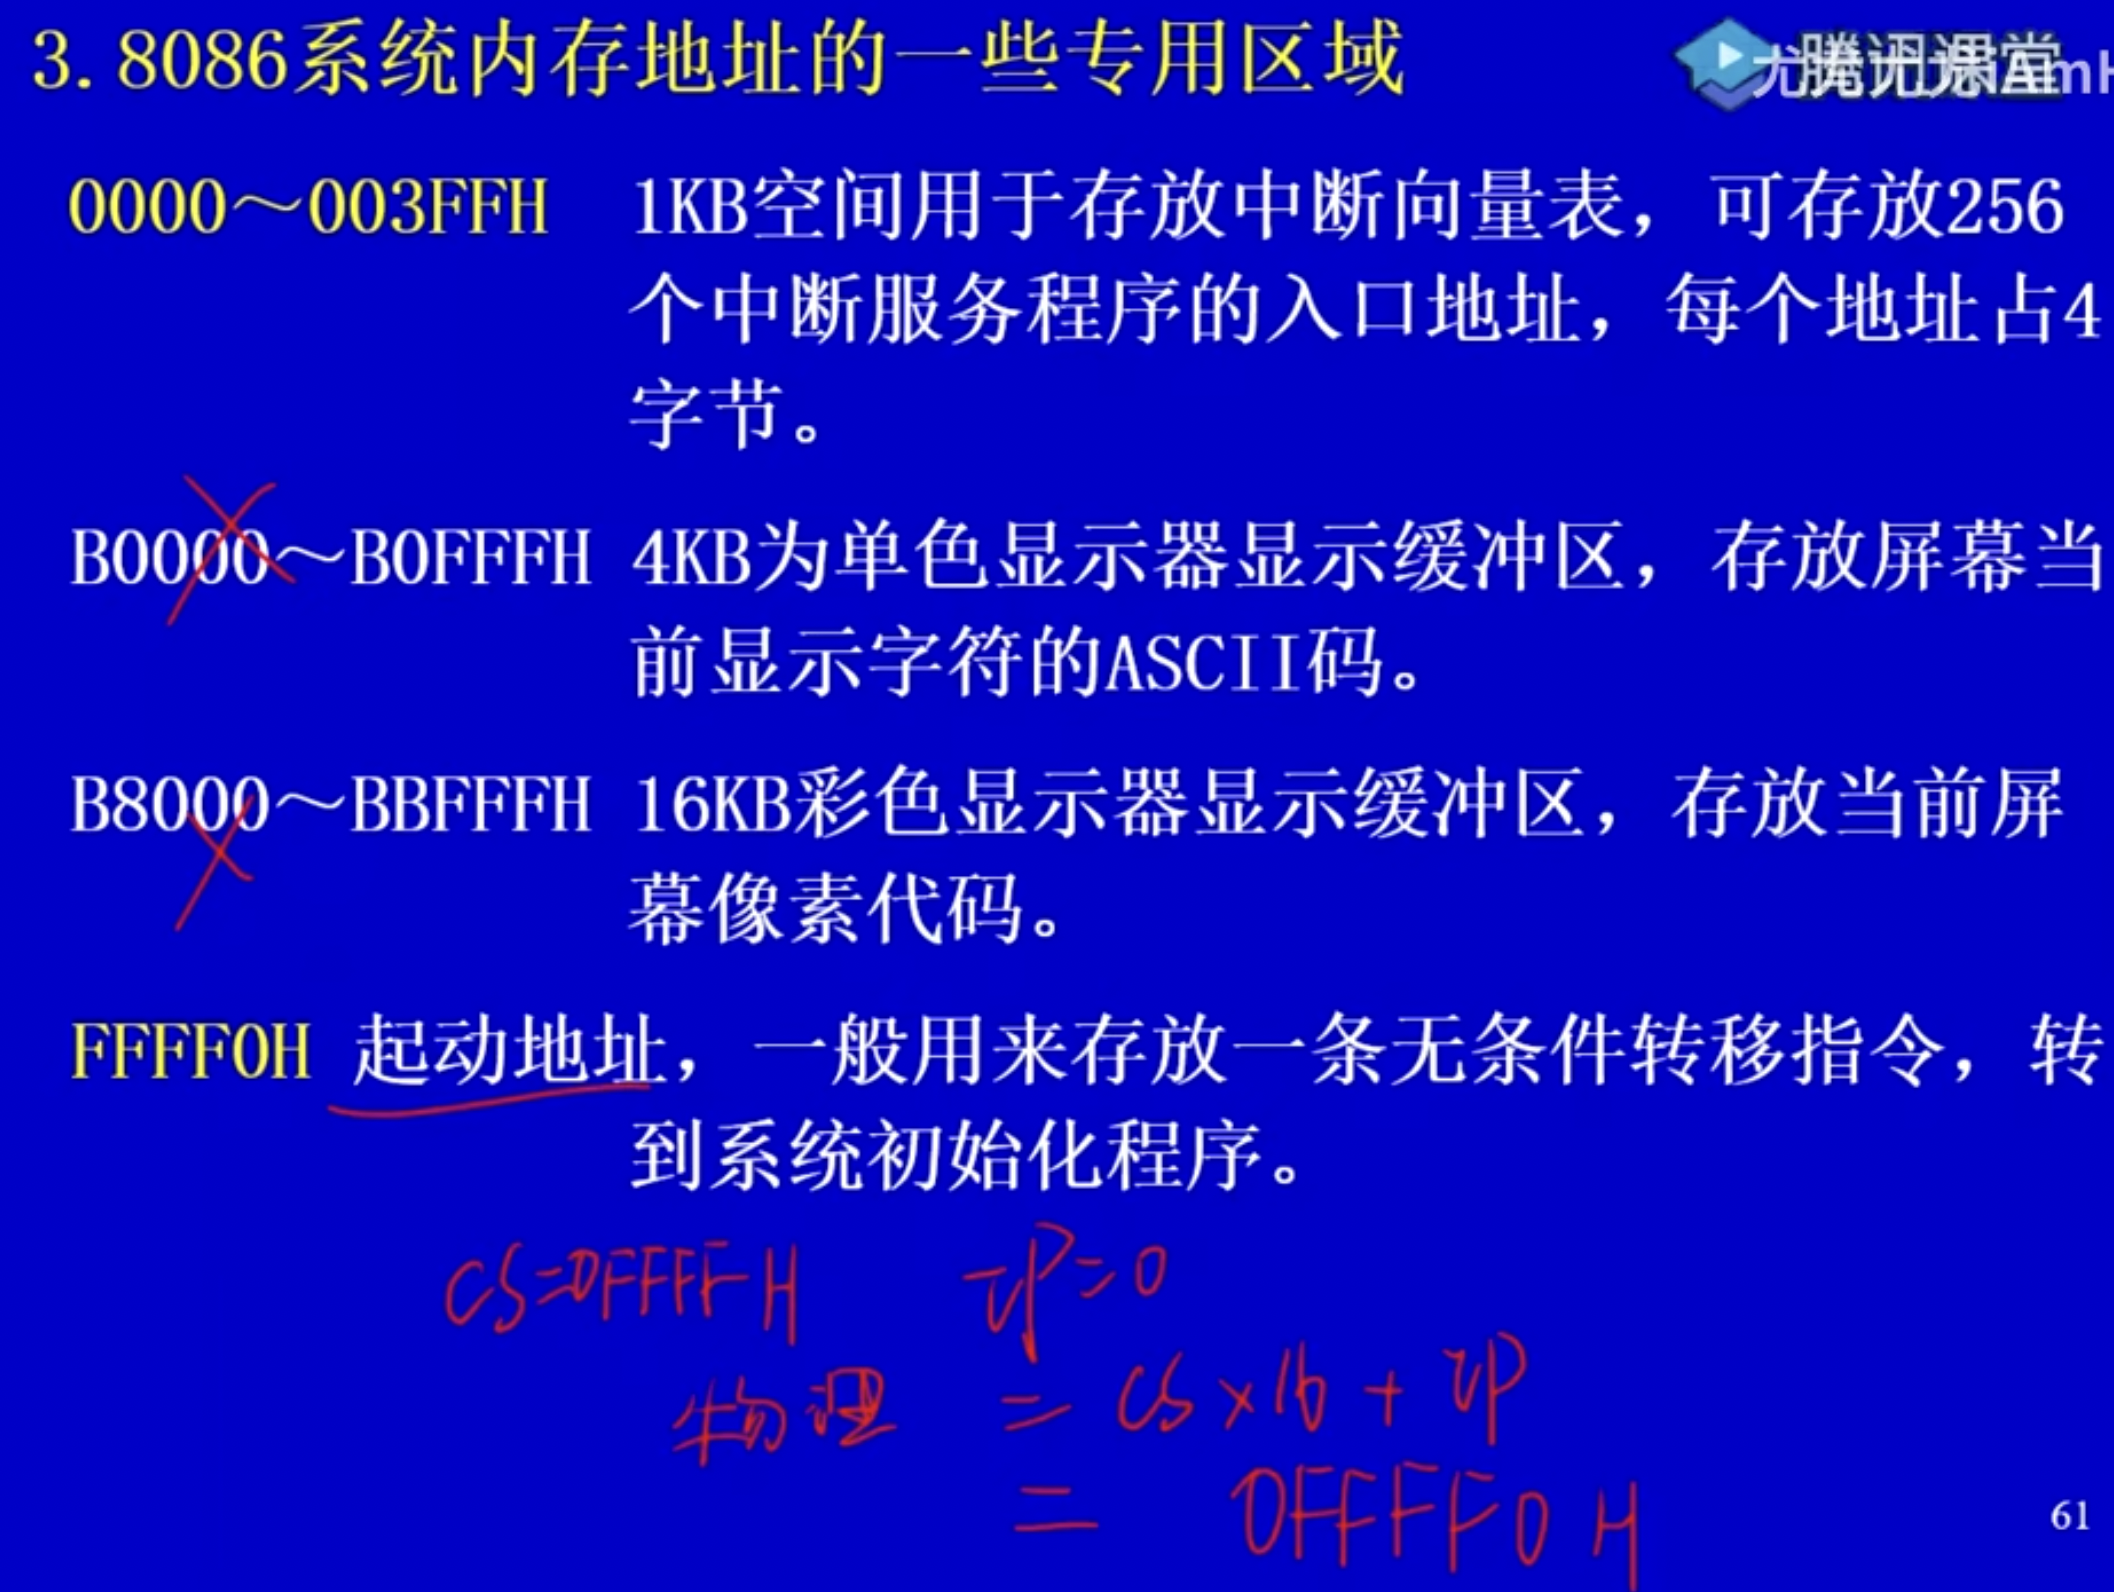 3.8086系统内存地址的一些专用区域
腾讯课堂
0000～003FFH 1KB空间用于存放中断向量表，可存放256
个中断服务程序的入口地址，每个地址占4
字节。
B0000～B0FFFH 4KB为单色显示器显示缓冲区，存放屏幕当
前显示字符的ASCII码。
B8000～BBFFFH 16KB彩色显示器显示缓冲区，存放当前屏
幕像素代码。
FFFF0H 起动地址，一般用来存放一条无条件转移指令，转
到系统初始化程序。
CS=0FFFFH IP=0
物理 = CS×16+IP
= 0FFFF0H
61